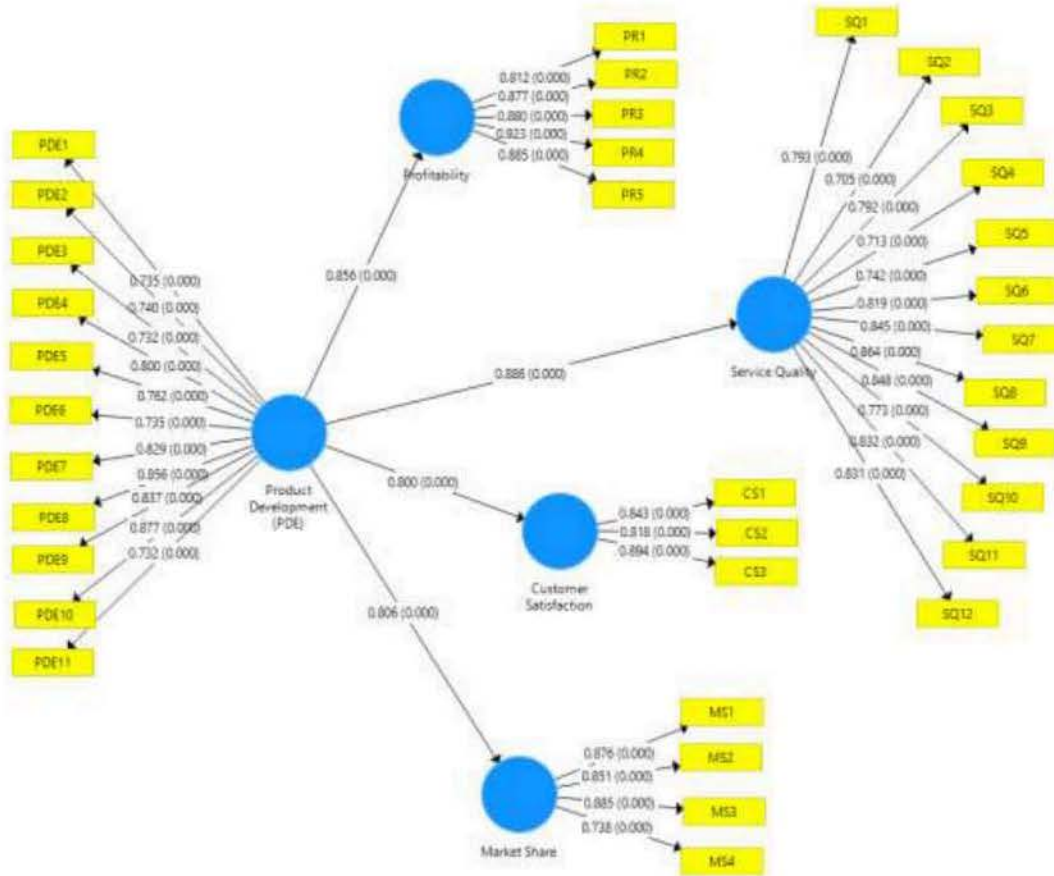 PDE1
PDE2
PDE3
PDE4
PDE5
PDE6
PDE7
PDE8
PDE9
PDE10
PDE11
0.735 (0.000)
0.740 (0.000)
0.732 (0.000)
0.800 (0.000)
0.762 (0.000)
0.735 (0.000)
0.829 (0.000)
0.856 (0.000)
0.837 (0.000)
0.877 (0.000)
0.732 (0.000)
Product
Development
(PDE)
0.856 (0.000)
0.886 (0.000)
0.800 (0.000)
0.806 (0.000)
Profitability
0.812 (0.000)
0.877 (0.000)
0.880 (0.000)
0.923 (0.000)
0.885 (0.000)
PR1
PR2
PR3
PR4
PR5
Service Quality
0.793 (0.000)
0.705 (0.000)
0.792 (0.000)
0.713 (0.000)
0.742 (0.000)
0.819 (0.000)
0.845 (0.000)
0.864 (0.000)
0.848 (0.000)
0.773 (0.000)
0.832 (0.000)
0.831 (0.000)
SQ1
SQ2
SQ3
SQ4
SQ5
SQ6
SQ7
SQ8
SQ9
SQ10
SQ11
SQ12
Customer
Satisfaction
0.843 (0.000)
0.818 (0.000)
0.894 (0.000)
CS1
CS2
CS3
Market Share
0.876 (0.000)
0.851 (0.000)
0.885 (0.000)
0.738 (0.000)
MS1
MS2
MS3
MS4